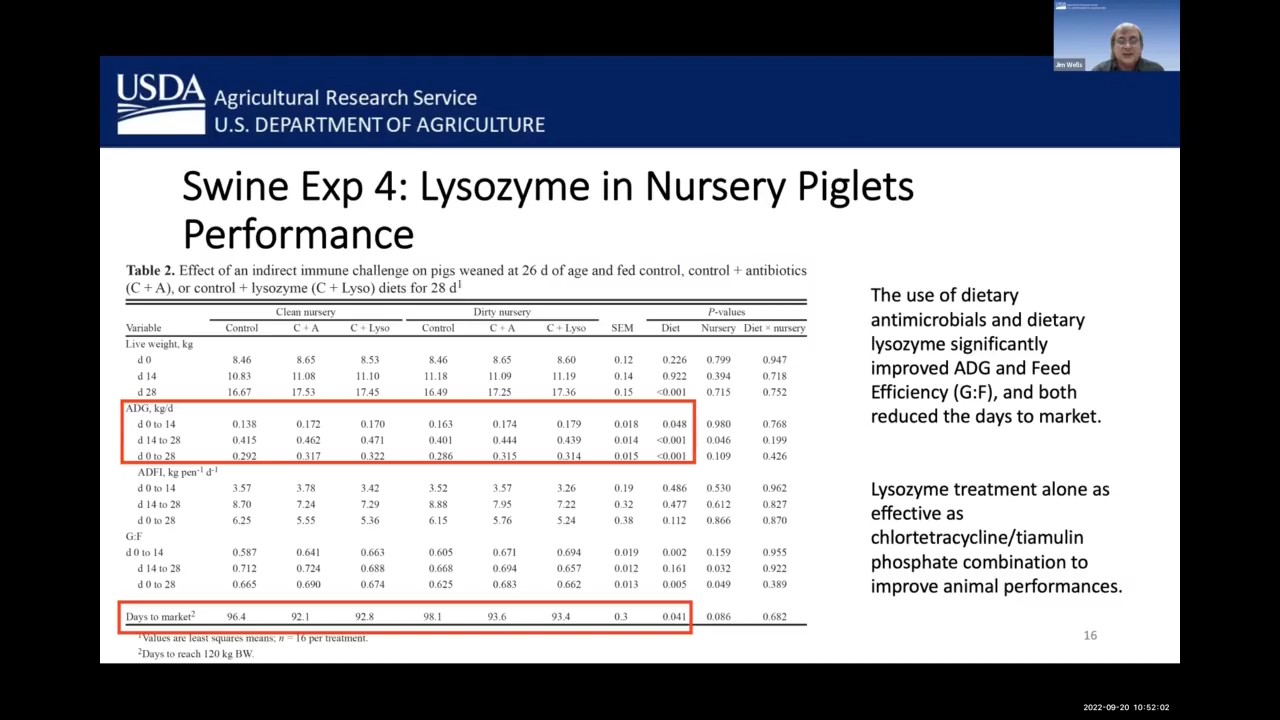 Jim Wells
USDA
Agricultural Research Service
U.S. DEPARTMENT OF AGRICULTURE
Swine Exp 4: Lysozyme in Nursery Piglets
Performance
Table 2. Effect of an indirect immune challenge on pigs weaned at 26 d of age and fed control, control + antibiotics
(C + A), or control + lysozyme (C + Lyso) diets for 28 d¹
Clean nursery Dirty nursery P-values
Variable Control C + A C + Lyso Control C + A C + Lyso SEM Diet Nursery Diet × nursery
Live weight, kg
d 0 8.46 8.65 8.53 8.46 8.65 8.60 0.12 0.226 0.799 0.947
d 14 10.83 11.08 11.10 11.18 11.09 11.19 0.14 0.922 0.394 0.718
d 28 16.67 17.53 17.45 16.49 17.25 17.36 0.15 <0.001 0.715 0.752
ADG, kg/d
d 0 to 14 0.138 0.172 0.170 0.163 0.174 0.179 0.018 0.048 0.980 0.768
d 14 to 28 0.415 0.462 0.471 0.401 0.444 0.439 0.014 <0.001 0.046 0.199
d 0 to 28 0.292 0.317 0.322 0.286 0.315 0.314 0.015 <0.001 0.109 0.426
ADFI, kg pen⁻¹ d⁻¹
d 0 to 14 3.57 3.78 3.42 3.52 3.57 3.26 0.19 0.486 0.530 0.962
d 14 to 28 8.70 7.24 7.29 8.88 7.95 7.22 0.32 0.477 0.612 0.827
d 0 to 28 6.25 5.55 5.36 6.15 5.76 5.24 0.38 0.112 0.866 0.870
G:F
d 0 to 14 0.587 0.641 0.663 0.605 0.671 0.694 0.019 0.002 0.159 0.955
d 14 to 28 0.712 0.724 0.688 0.668 0.694 0.657 0.012 0.161 0.032 0.922
d 0 to 28 0.665 0.690 0.674 0.625 0.683 0.662 0.013 0.005 0.049 0.389
Days to market² 96.4 92.1 92.8 98.1 93.6 93.4 0.3 0.041 0.086 0.682
¹Values are least squares means; n = 16 per treatment.
²Days to reach 120 kg BW.
The use of dietary
antimicrobials and dietary
lysozyme significantly
improved ADG and Feed
Efficiency (G:F), and both
reduced the days to market.
Lysozyme treatment alone as
effective as
chlortetracycline/tiamulin
phosphate combination to
improve animal performances.
16
2022-09-20 10:52:02